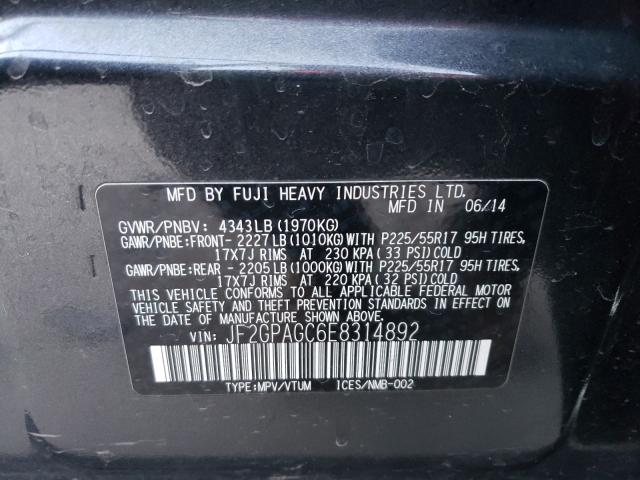 MFD BY FUJI HEAVY INDUSTRIES LTD.
MFD IN 06/14
GVWR/PNBV: 4343LB(1970KG)
GAWR/PNBE:FRONT- 2227LB(1010KG)WITH P225/55R17 95H TIRES,
17X7J RIMS AT 230 KPA(33 PSI)COLD
GAWR/PNBE:REAR - 2205LB(1000KG)WITH P225/55R17 95H TIRES,
17X7J RIMS AT 220 KPA(32 PSI)COLD
THIS VEHICLE CONFORMS TO ALL APPLICABLE FEDERAL MOTOR
VEHICLE SAFETY AND THEFT PREVENTION STANDARDS IN EFFECT
ON THE DATE OF MANUFACTURE SHOWN ABOVE.
VIN: JF2GPAGC6E8314892
TYPE:MPV/VTUM ICES/NMB-002